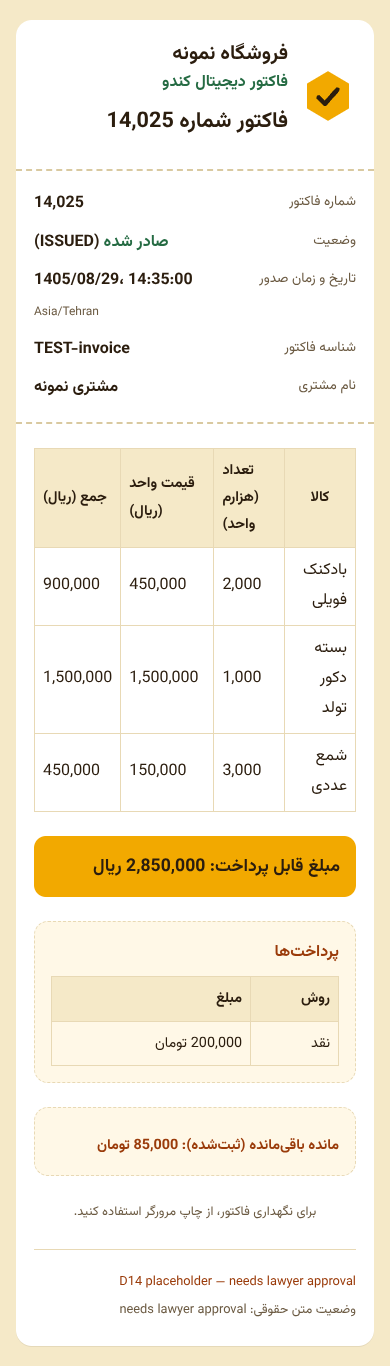 فروشگاه نمونه
فاکتور دیجیتال کندو
فاکتور شماره 14,025
شماره فاکتور 14,025
وضعیت صادر شده (ISSUED)
تاریخ و زمان صدور 1405/08/29، 14:35:00
Asia/Tehran
شناسه فاکتور TEST-invoice
نام مشتری مشتری نمونه
کالا تعداد (هزارم واحد) قیمت واحد (ریال) جمع (ریال)
بادکنک فویلی 2,000 450,000 900,000
بسته دکور تولد 1,000 1,500,000 1,500,000
شمع عددی 3,000 150,000 450,000
مبلغ قابل پرداخت: 2,850,000 ریال
پرداخت‌ها
روش مبلغ
نقد 200,000 تومان
مانده باقی‌مانده (ثبت‌شده): 85,000 تومان
برای نگهداری فاکتور، از چاپ مرورگر استفاده کنید.
D14 placeholder — needs lawyer approval
وضعیت متن حقوقی: needs lawyer approval